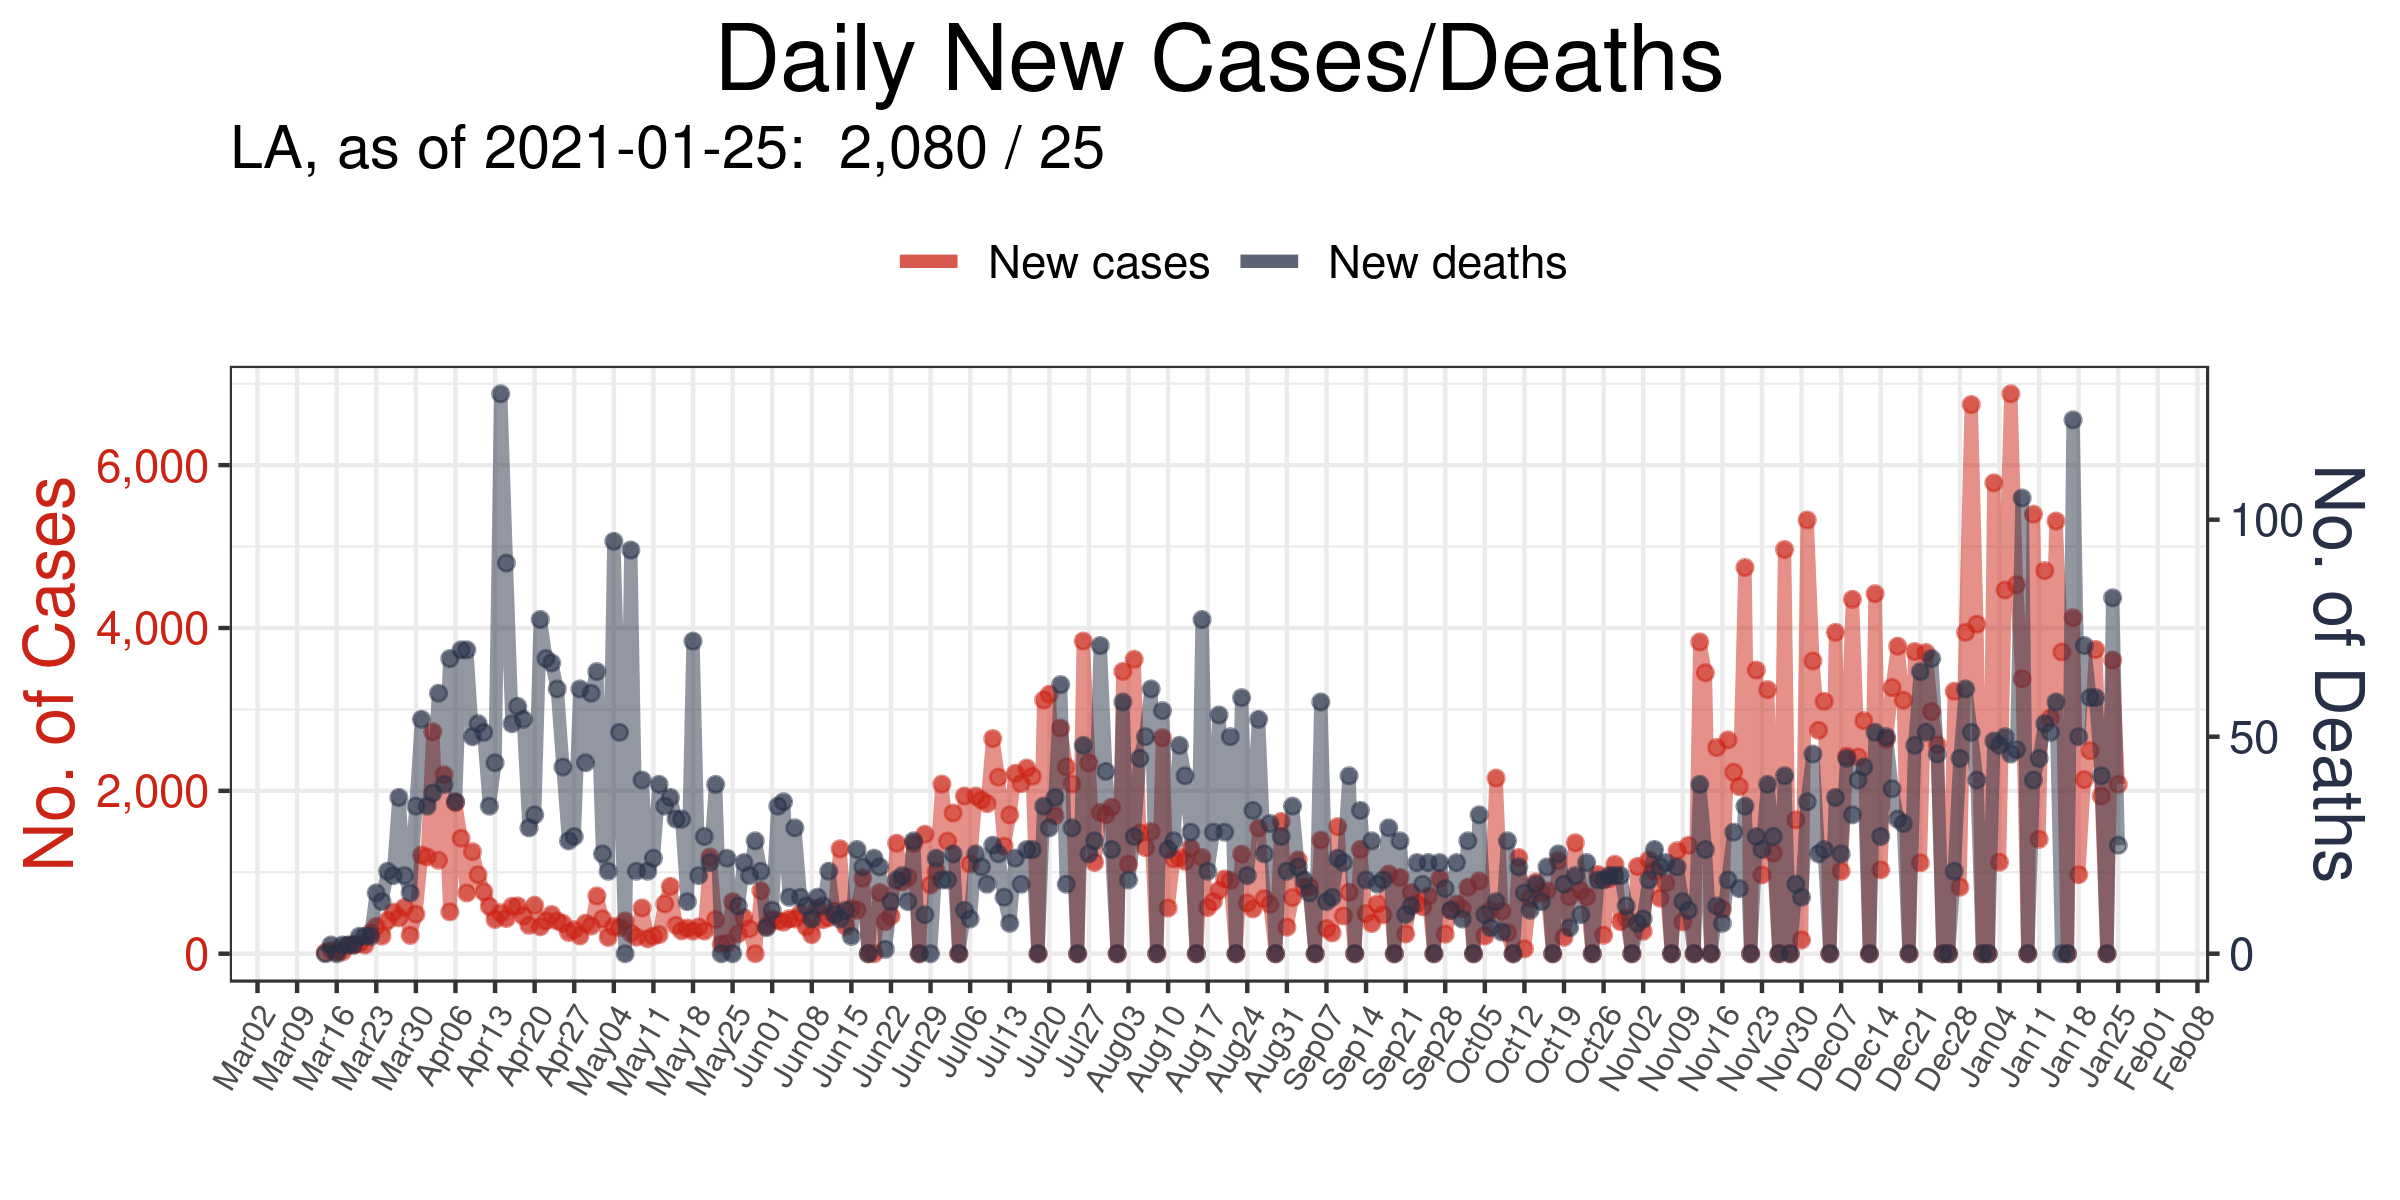 Daily New Cases/Deaths
LA, as of 2021-01-25:  2,080 / 25
New cases
New deaths
No. of Cases
6,000
4,000
2,000
0
No. of Deaths
100
50
0
Mar02
Mar09
Mar16
Mar23
Mar30
Apr06
Apr13
Apr20
Apr27
May04
May11
May18
May25
Jun01
Jun08
Jun15
Jun22
Jun29
Jul06
Jul13
Jul20
Jul27
Aug03
Aug10
Aug17
Aug24
Aug31
Sep07
Sep14
Sep21
Sep28
Oct05
Oct12
Oct19
Oct26
Nov02
Nov09
Nov16
Nov23
Nov30
Dec07
Dec14
Dec21
Dec28
Jan04
Jan11
Jan18
Jan25
Feb01
Feb08